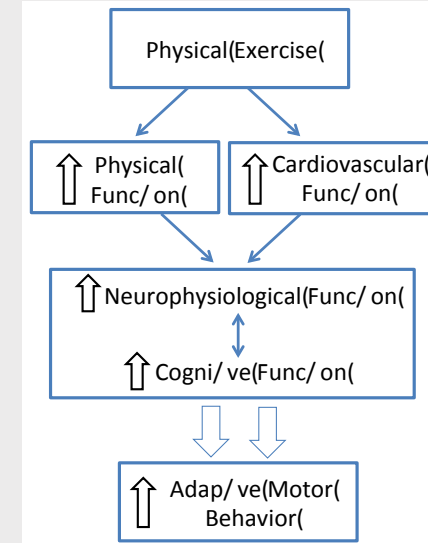 Physical(Exercise(
Physical(
Func/ on(
Cardiovascular(
Func/ on(
Neurophysiological(Func/ on(
Cogni/ ve(Func/ on(
Adap/ ve(Motor(
Behavior(